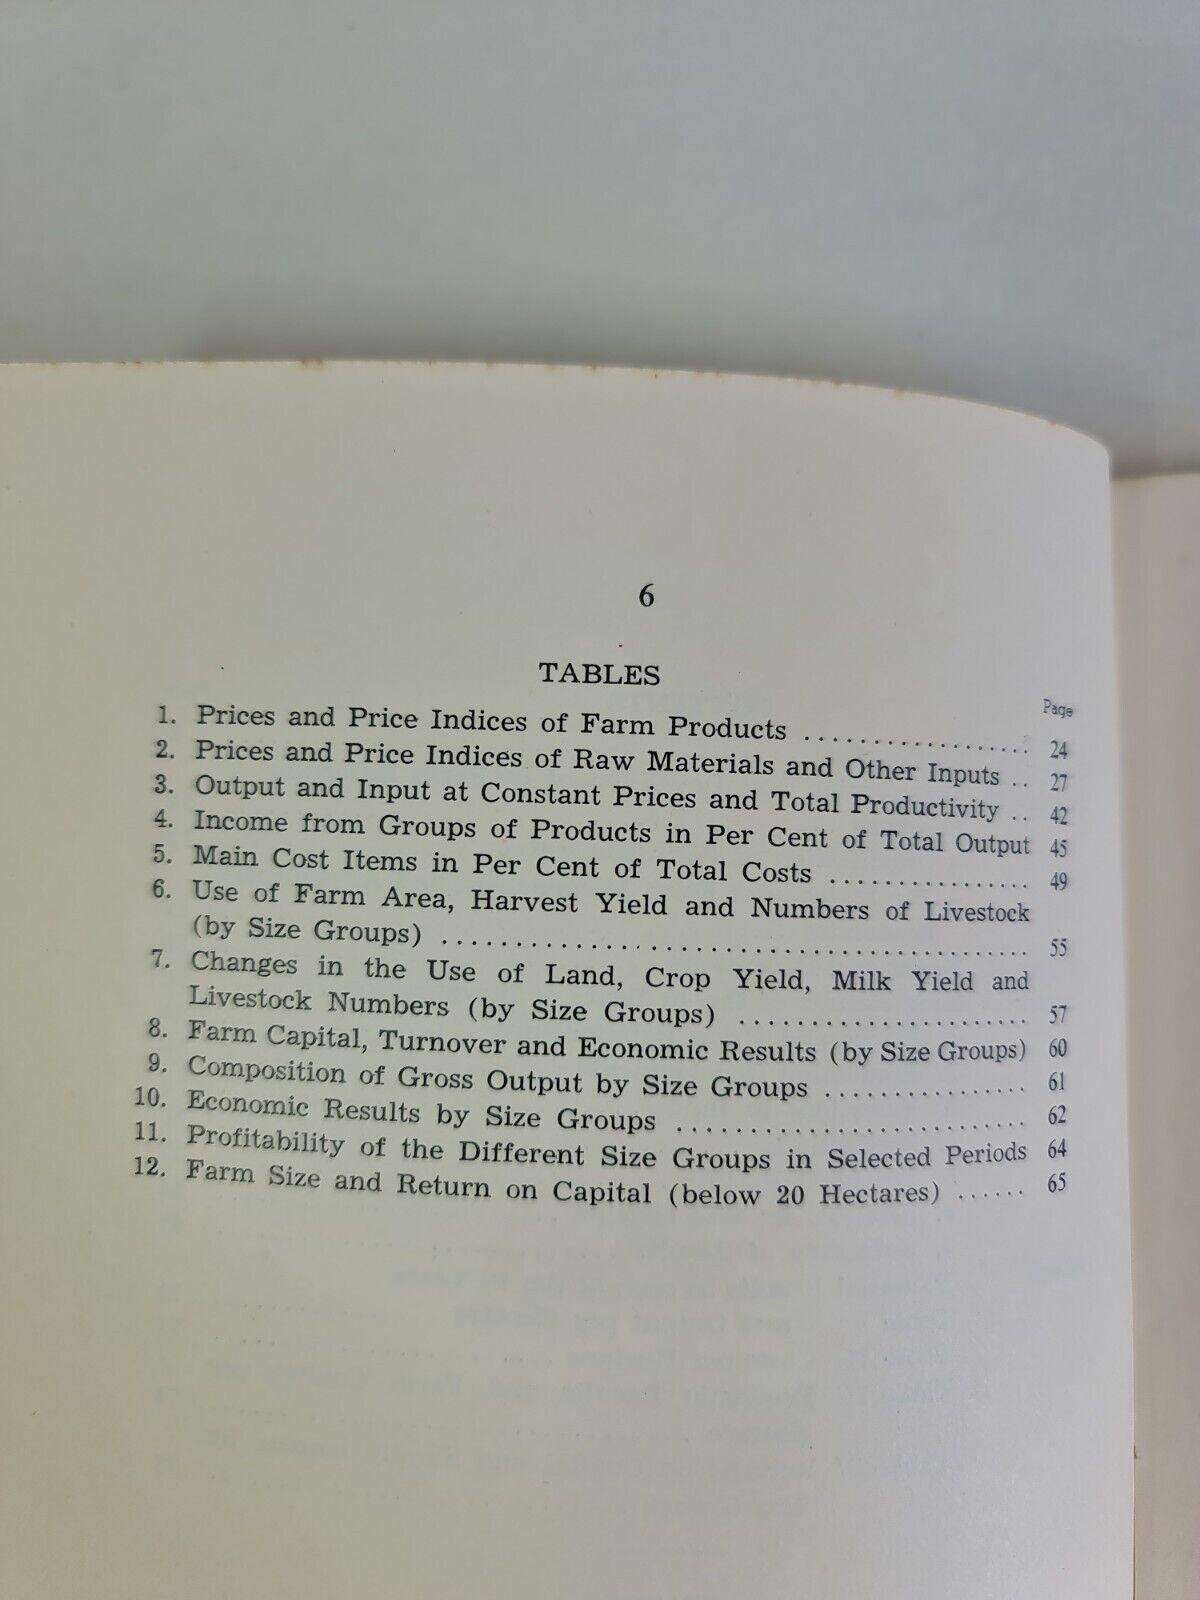 6
TABLES
Page
1. Prices and Price Indices of Farm Products ................... 24
2. Prices and Price Indices of Raw Materials and Other Inputs .. 27
3. Output and Input at Constant Prices and Total Productivity .. 42
4. Income from Groups of Products in Per Cent of Total Output 45
5. Main Cost Items in Per Cent of Total Costs ................ 49
6. Use of Farm Area, Harvest Yield and Numbers of Livestock
(by Size Groups) ............................................ 55
7. Changes in the Use of Land, Crop Yield, Milk Yield and
Livestock Numbers (by Size Groups) ...................... 57
8. Farm Capital, Turnover and Economic Results (by Size Groups) 60
9. Composition of Gross Output by Size Groups ................ 61
10. Economic Results by Size Groups .......................... 62
11. Profitability of the Different Size Groups in Selected Periods 64
12. Farm Size and Return on Capital (below 20 Hectares) ...... 65